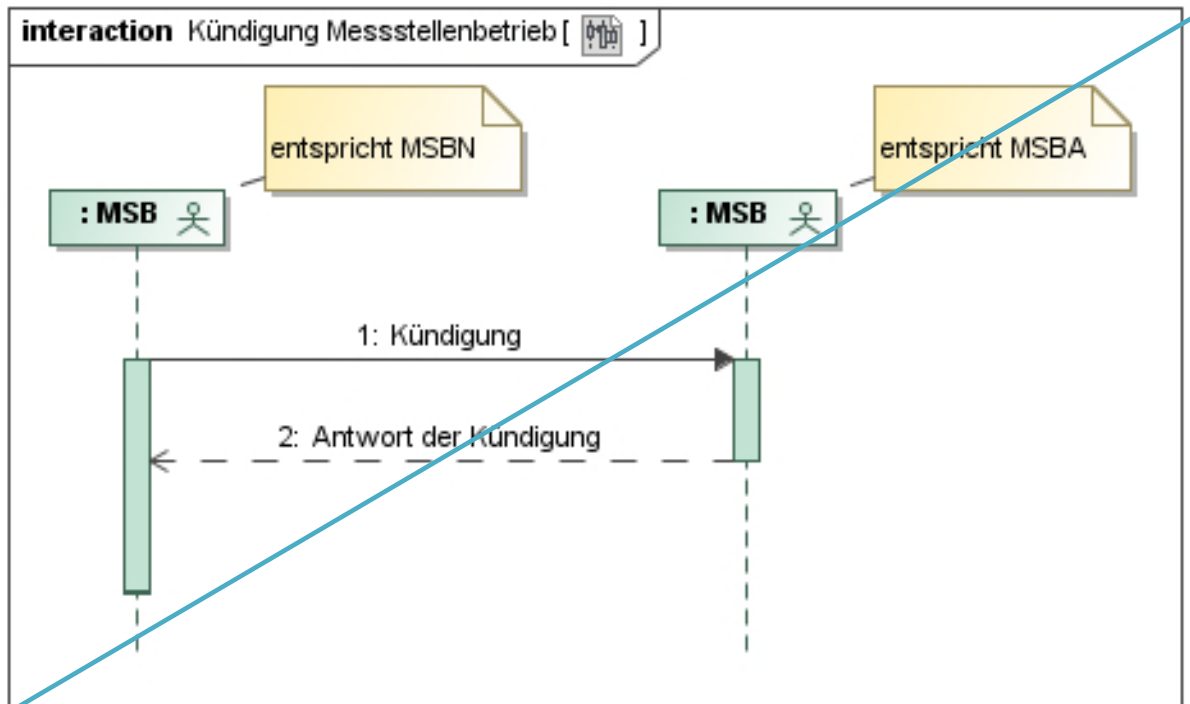 interaction Kündigung Messstellenbetrieb [ ]
entspricht MSBN
entspricht MSBA
: MSB
: MSB
1: Kündigung
2: Antwort der Kündigung